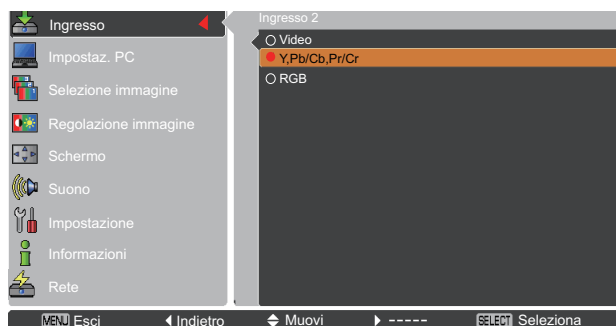 Ingresso
Impostaz. PC
Selezione immagine
Regolazione immagine
Schermo
Suono
Impostazione
Informazioni
Rete
Ingresso 2
Video
Y,Pb/Cb,Pr/Cr
RGB
MENU Esci Indietro Muovi ----- SELECT Seleziona